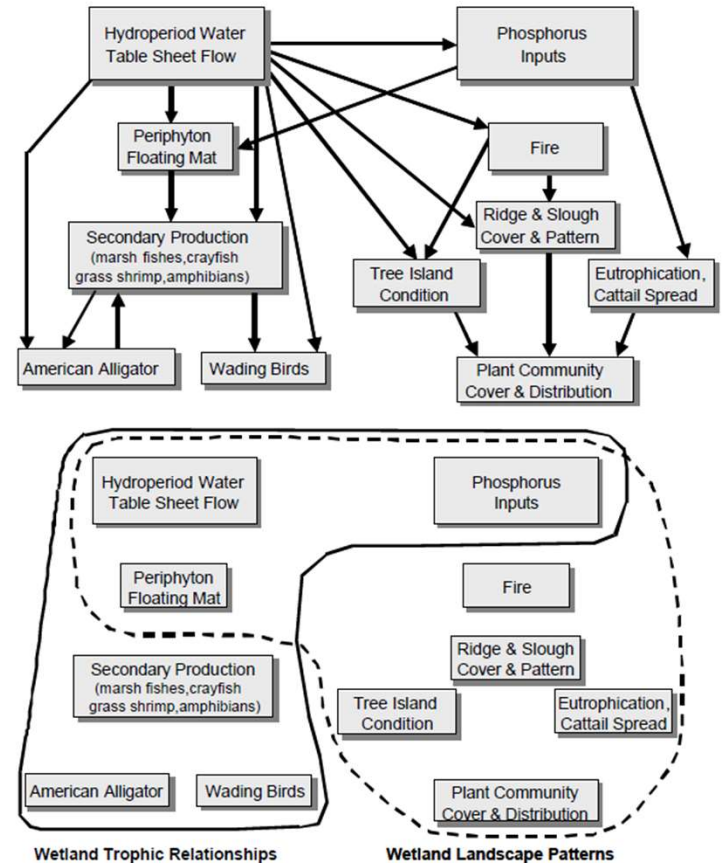 Hydroperiod Water
Table Sheet Flow
Phosphorus
Inputs
Periphyton
Floating Mat
Fire
Secondary Production
(marsh fishes,crayfish
grass shrimp,amphibians)
Ridge & Slough
Cover & Pattern
Tree Island
Condition
Eutrophication,
Cattail Spread
American Alligator
Wading Birds
Plant Community
Cover & Distribution
Hydroperiod Water
Table Sheet Flow
Phosphorus
Inputs
Periphyton
Floating Mat
Fire
Secondary Production
(marsh fishes,crayfish
grass shrimp,amphibians)
Ridge & Slough
Cover & Pattern
Tree Island
Condition
Eutrophication,
Cattail Spread
American Alligator
Wading Birds
Plant Community
Cover & Distribution
Wetland Trophic Relationships
Wetland Landscape Patterns